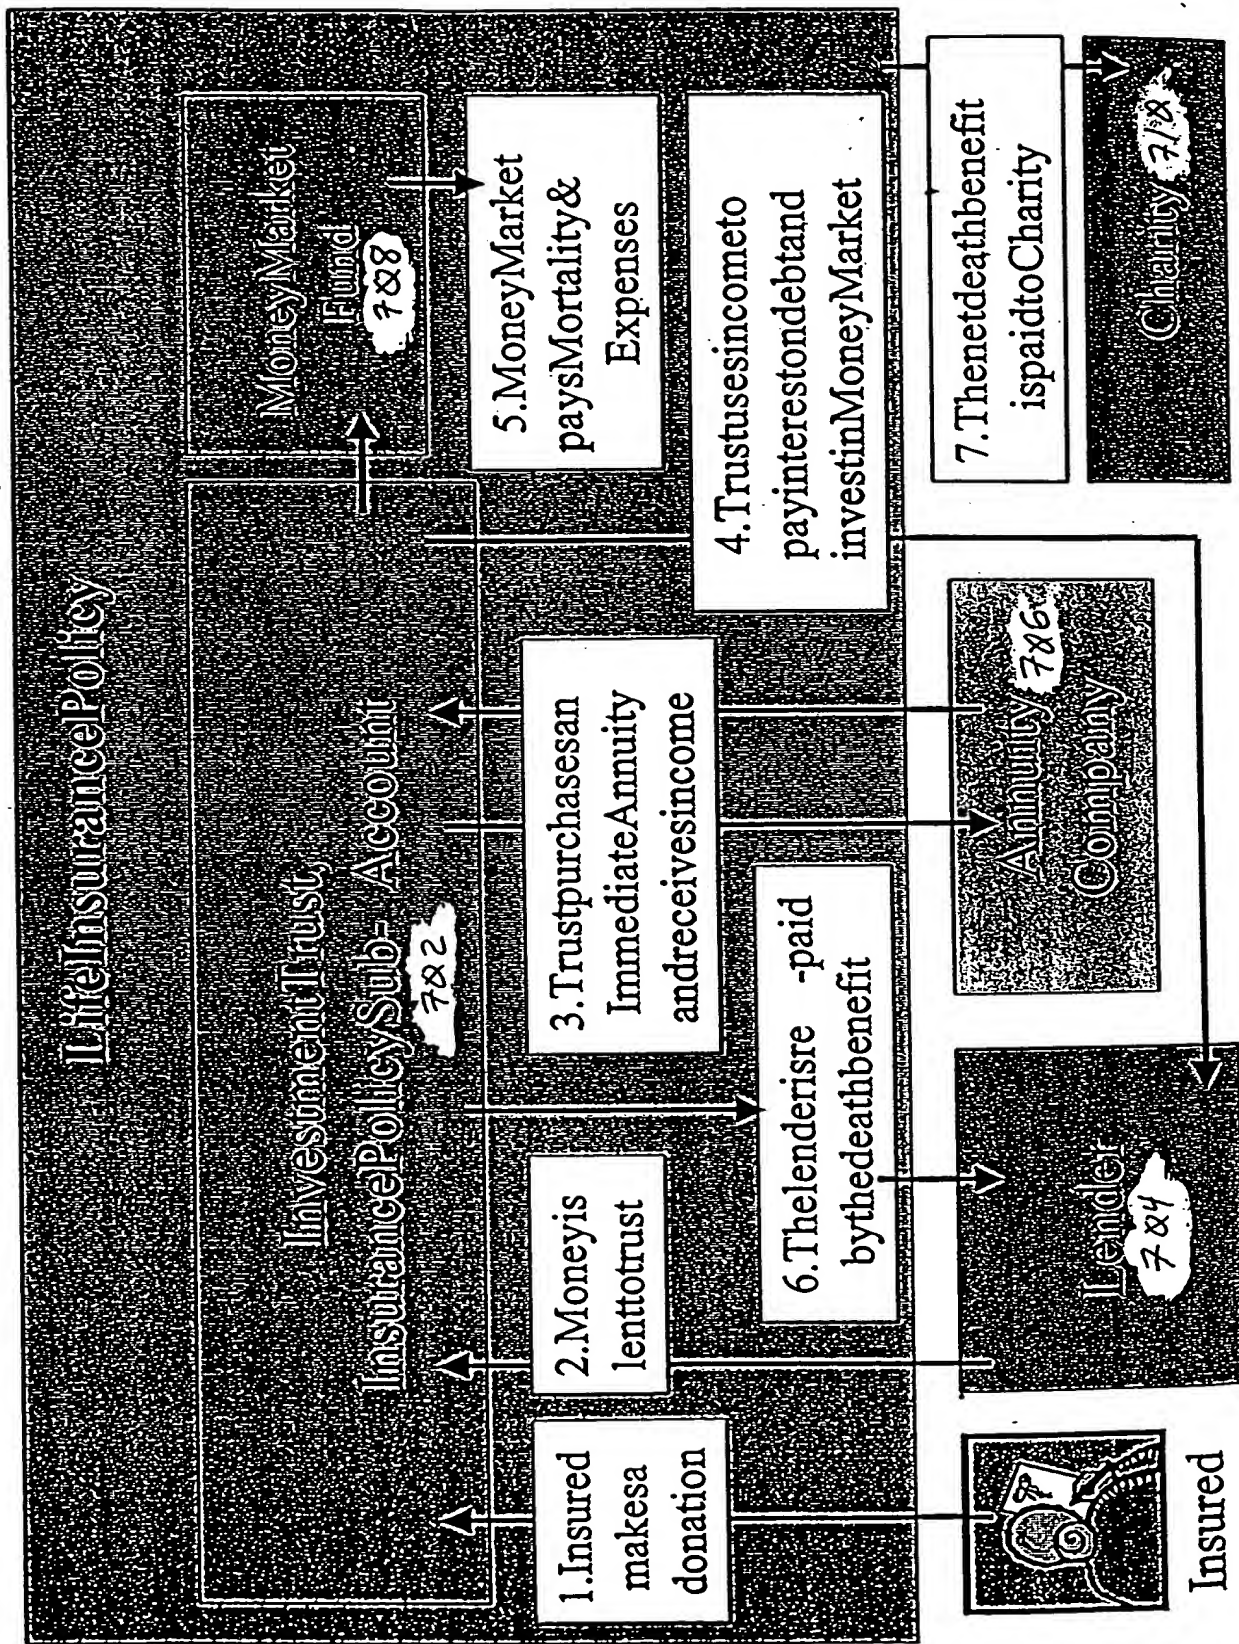 LifeInsurancePolicy
InvestmentTrust,
InsurancePolicySub- Account
702
MoneyMarket
Fund
708
1.Insured
makesa
donation
2.Moneyis
lenttotrust
3.Trustpurchasesan
ImmediateAnnuity
andreceivesincome
5.MoneyMarket
paysMortality&
Expenses
4.Trustusesincometo
payinterestondebtand
investinMoneyMarket
6.Thelenderisre -paid
bythedeathbenefit
7.Thenetdeathbenefit
ispaidtoCharity
Insured
Lender
704
Annuity 706
Company
Charity 710